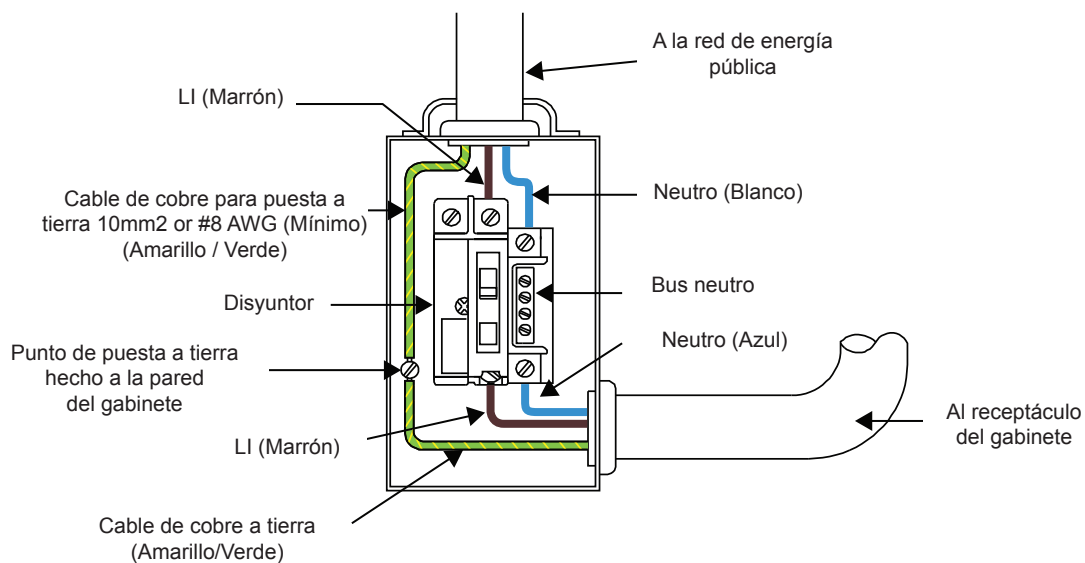 A la red de energía
pública
LI (Marrón)
Cable de cobre para puesta a
tierra 10mm2 or #8 AWG (Mínimo)
(Amarillo / Verde)
Neutro (Blanco)
Disyuntor
Bus neutro
Punto de puesta a tierra
hecho a la pared
del gabinete
Neutro (Azul)
LI (Marrón)
Al receptáculo
del gabinete
Cable de cobre a tierra
(Amarillo/Verde)